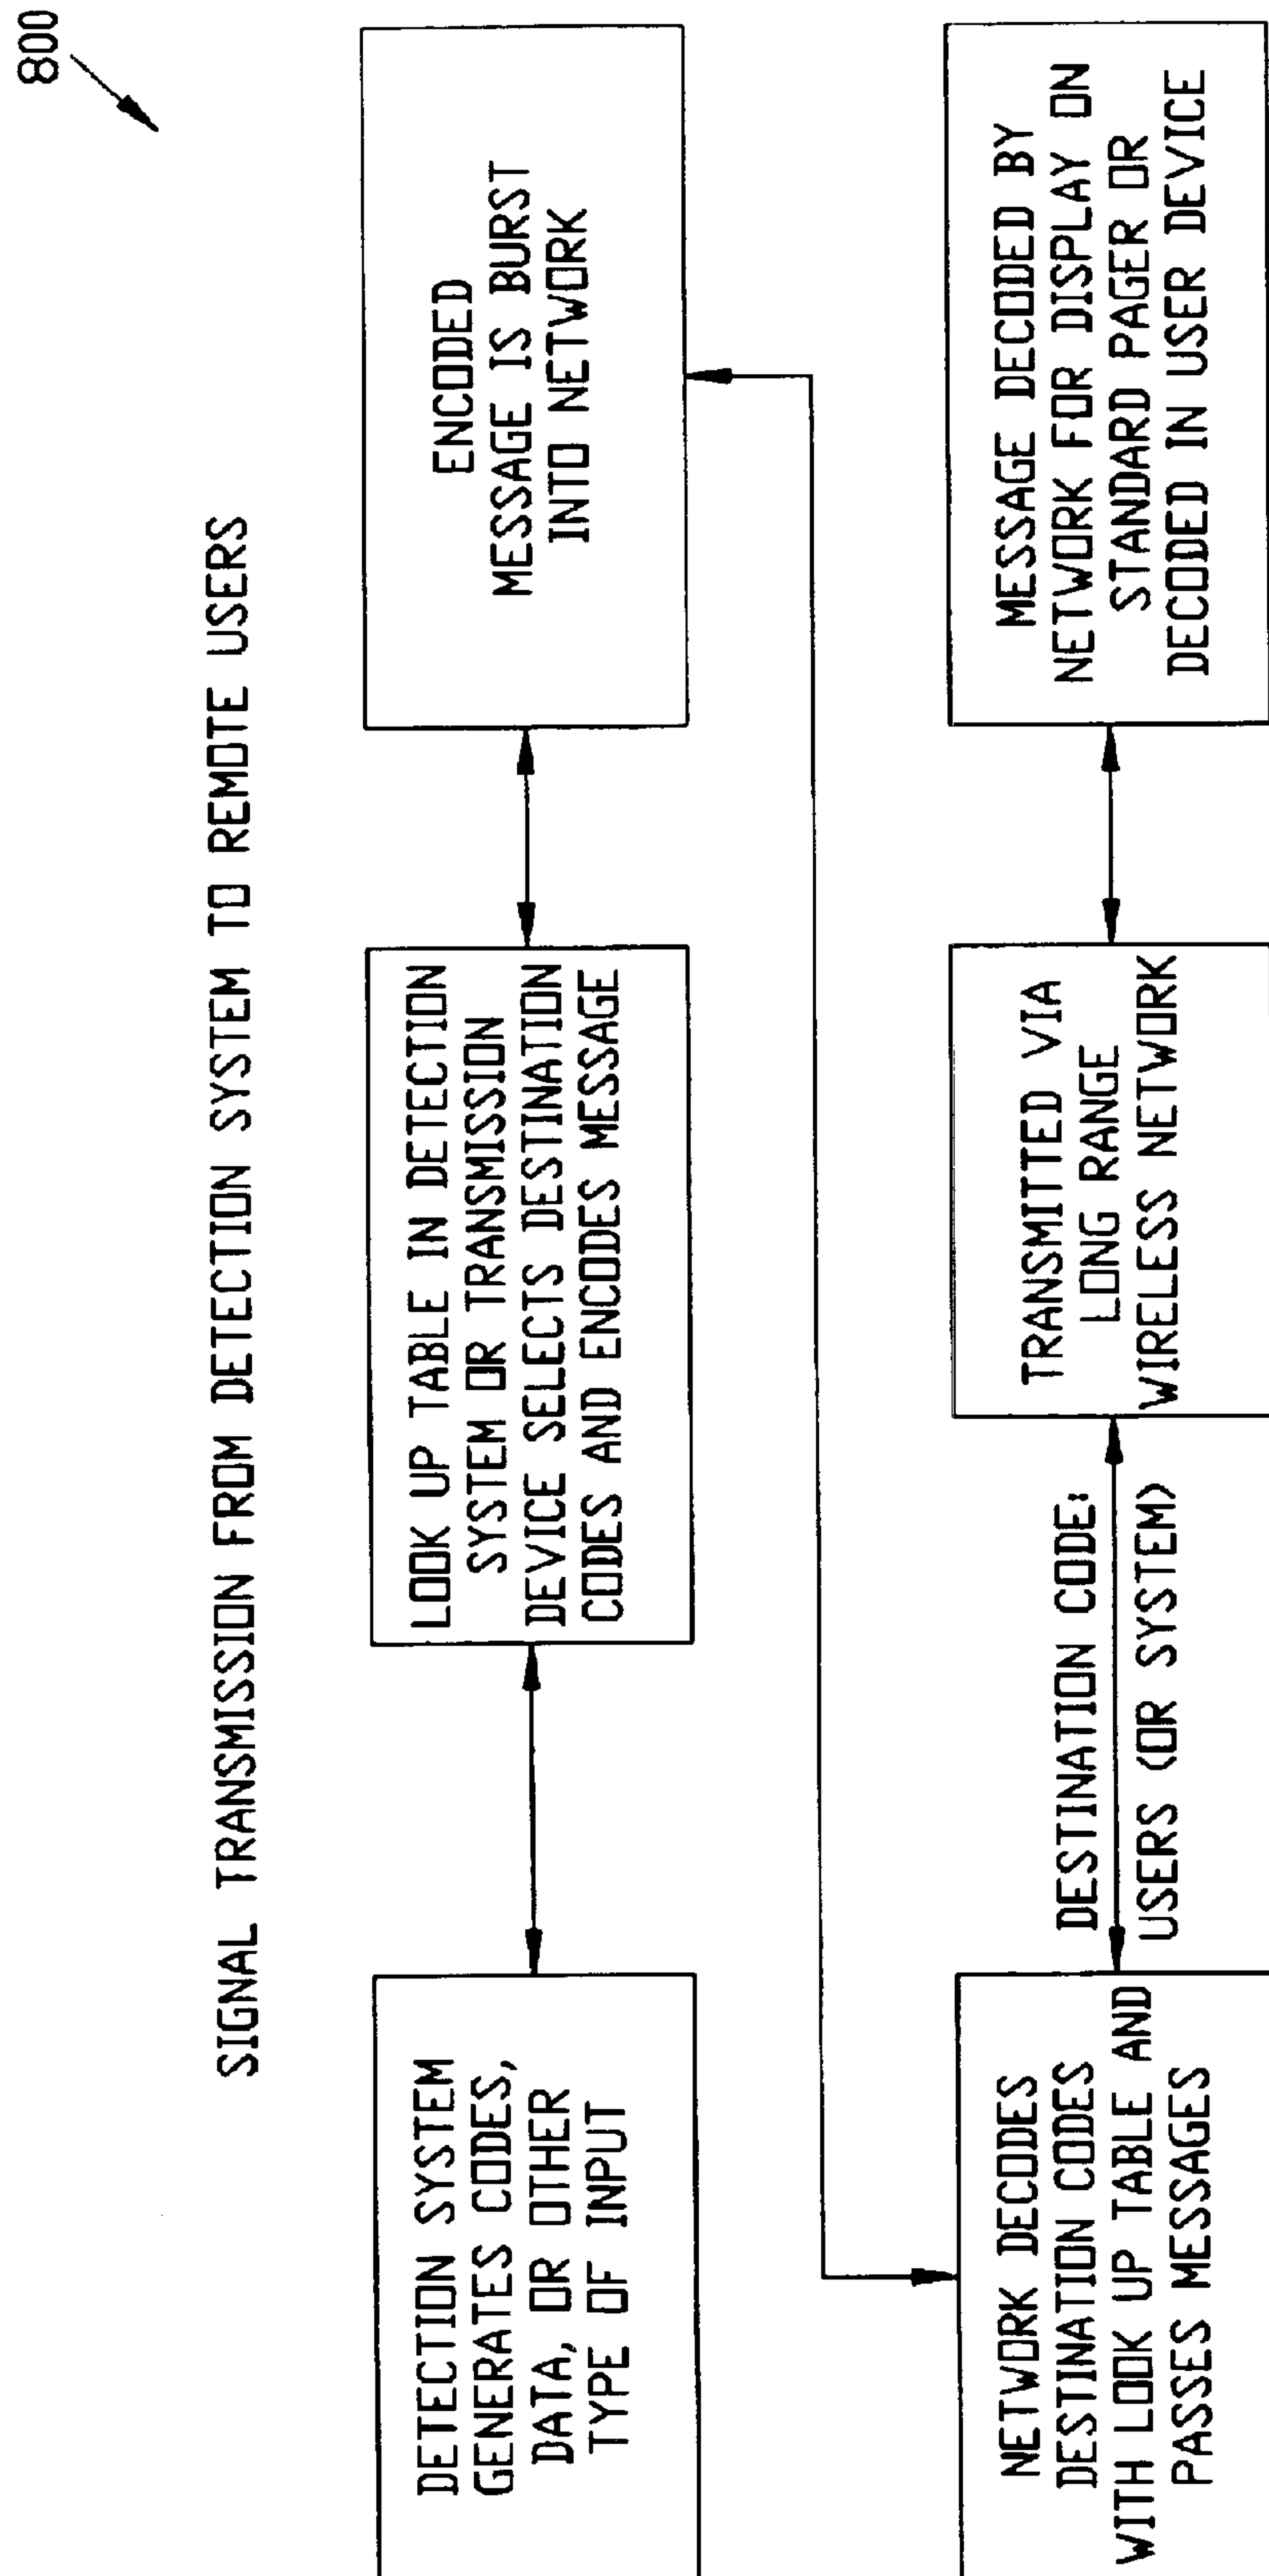 800
SIGNAL TRANSMISSION FROM DETECTION SYSTEM TO REMOTE USERS
DETECTION SYSTEM
GENERATES CODES,
DATA, OR OTHER
TYPE OF INPUT
LOOK UP TABLE IN DETECTION
SYSTEM OR TRANSMISSION
DEVICE SELECTS DESTINATION
CODES AND ENCODES MESSAGE
ENCODED
MESSAGE IS BURST
INTO NETWORK
NETWORK DECODES
DESTINATION CODES
WITH LOOK UP TABLE AND
PASSES MESSAGES
DESTINATION CODE:
USERS (OR SYSTEM)
TRANSMITTED VIA
LONG RANGE
WIRELESS NETWORK
MESSAGE DECODED BY
NETWORK FOR DISPLAY ON
STANDARD PAGER OR
DECODED IN USER DEVICE